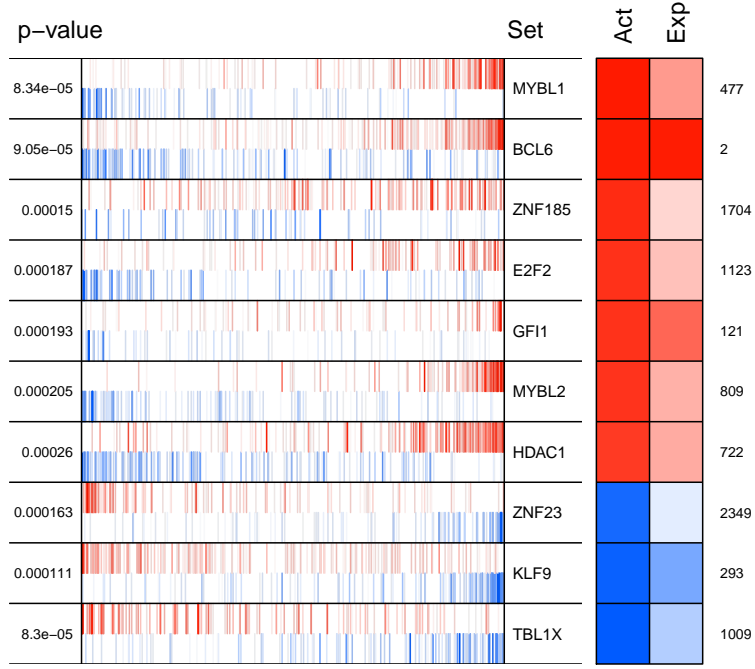 p−value Set Act Exp
8.34e−05 MYBL1 477
9.05e−05 BCL6 2
0.00015 ZNF185 1704
0.000187 E2F2 1123
0.000193 GFI1 121
0.000205 MYBL2 809
0.00026 HDAC1 722
0.000163 ZNF23 2349
0.000111 KLF9 293
8.3e−05 TBL1X 1009